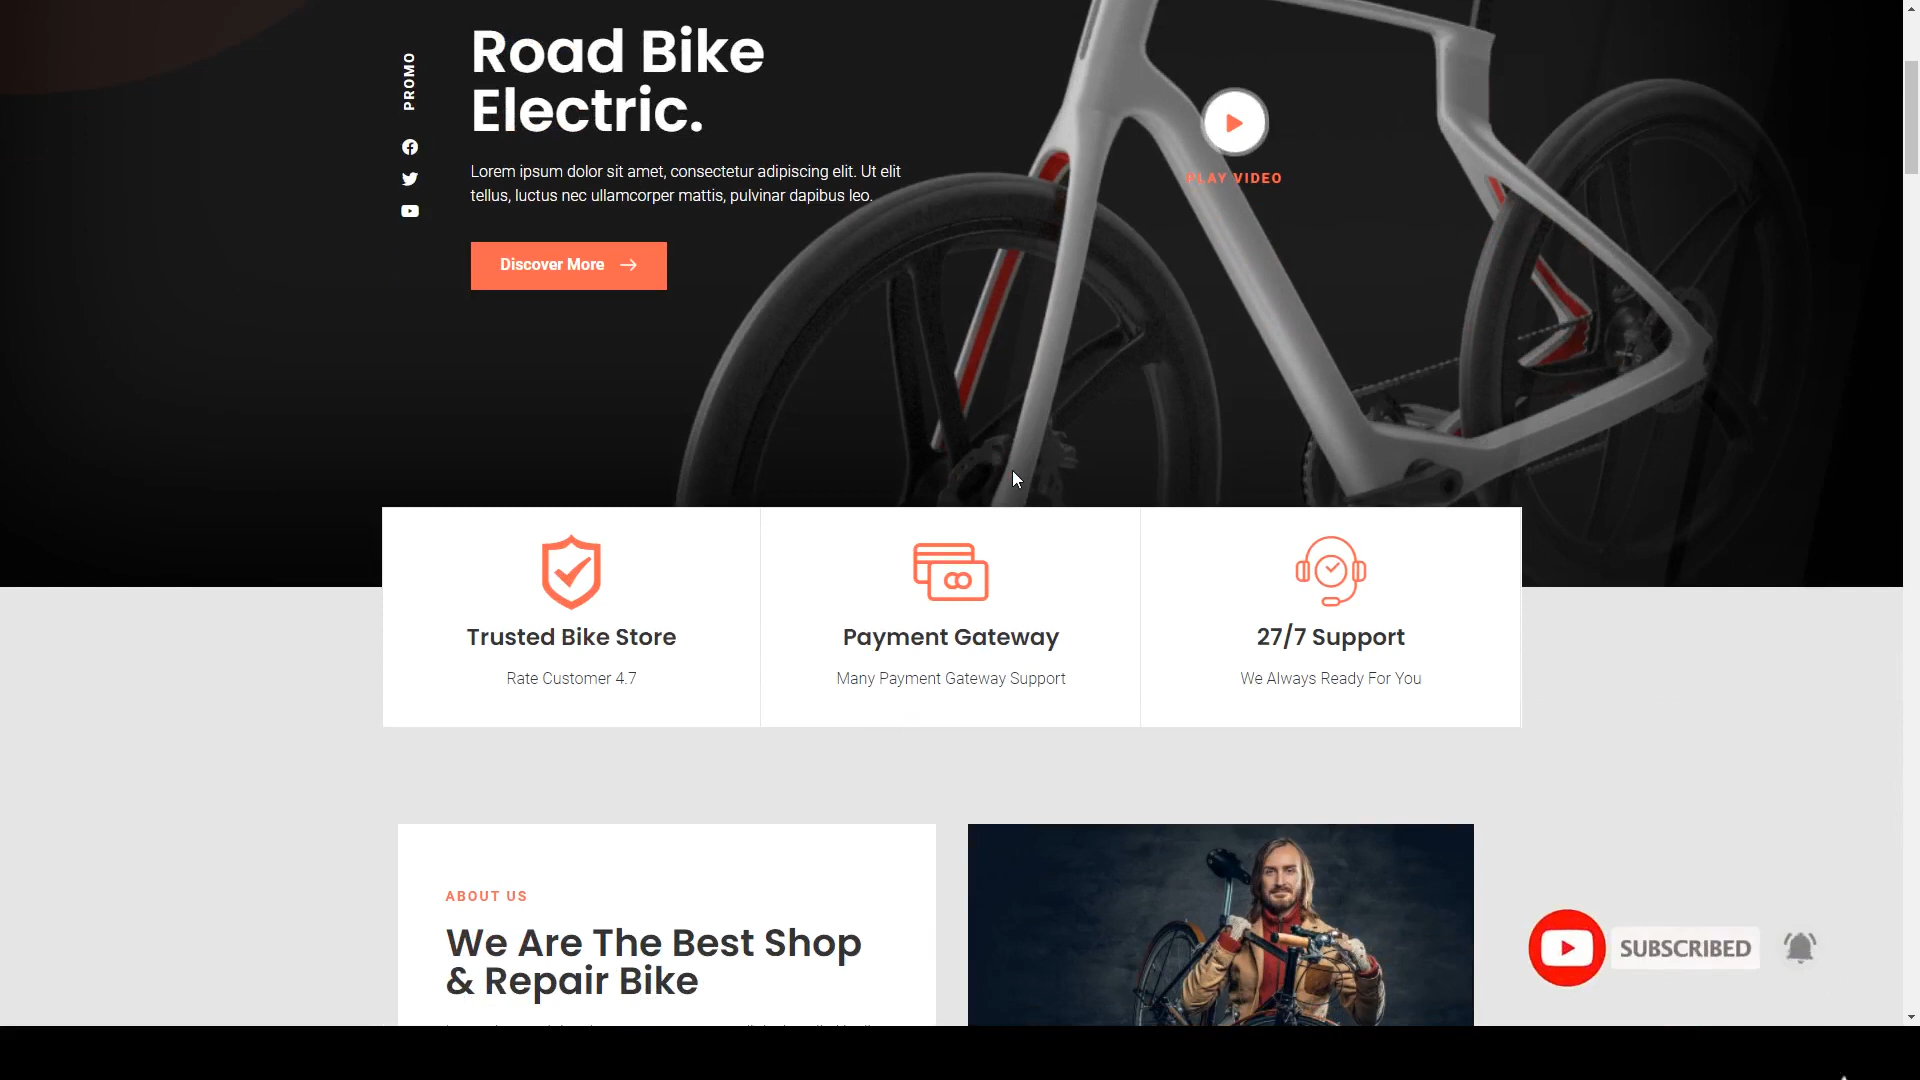 PROMO
Road Bike
Electric.
Lorem ipsum dolor sit amet, consectetur adipiscing elit. Ut elit
tellus, luctus nec ullamcorper mattis, pulvinar dapibus leo.
Discover More
PLAY VIDEO
Trusted Bike Store
Rate Customer 4.7
Payment Gateway
Many Payment Gateway Support
27/7 Support
We Always Ready For You
ABOUT US
We Are The Best Shop
& Repair Bike
SUBSCRIBED